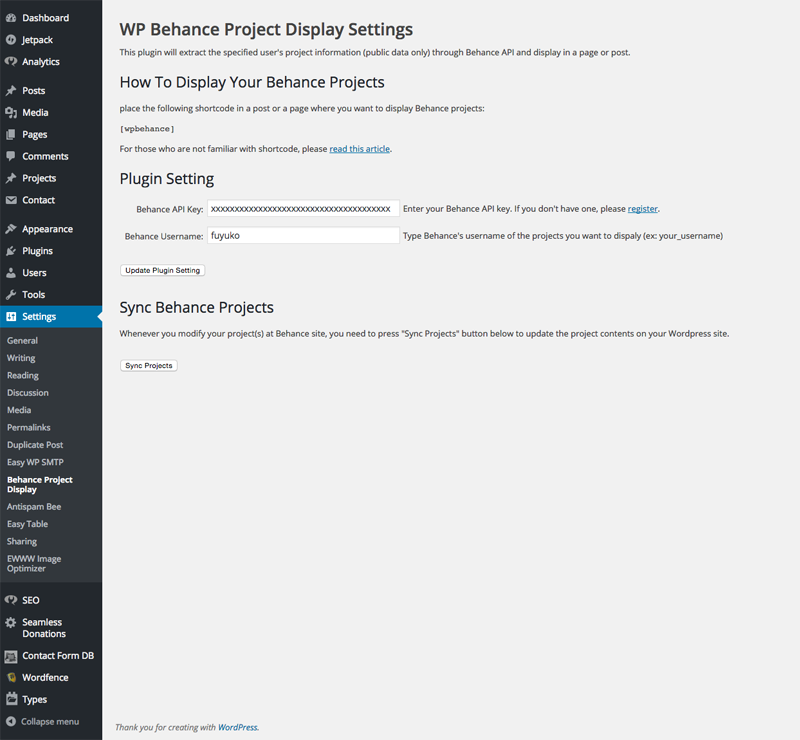 Dashboard
Jetpack
Analytics
Posts
Media
Pages
Comments
Projects
Contact
Appearance
Plugins
Users
Tools
Settings
General
Writing
Reading
Discussion
Media
Permalinks
Duplicate Post
Easy WP SMTP
Behance Project
Display
Antispam Bee
Easy Table
Sharing
EWWW Image
Optimizer
SEO
Seamless
Donations
Contact Form DB
Wordfence
Types
Collapse menu
WP Behance Project Display Settings
This plugin will extract the specified user's project information (public data only) through Behance API and display in a page or post.
How To Display Your Behance Projects
place the following shortcode in a post or a page where you want to display Behance projects:
[wpbehance]
For those who are not familiar with shortcode, please read this article.
Plugin Setting
Behance API Key: xxxxxxxxxxxxxxxxxxxxxxxxxxxxxxxxxxxxx Enter your Behance API key. If you don't have one, please register.
Behance Username: fuyuko Type Behance's username of the projects you want to dispaly (ex: your_username)
Update Plugin Setting
Sync Behance Projects
Whenever you modify your project(s) at Behance site, you need to press "Sync Projects" button below to update the project contents on your Wordpress site.
Sync Projects
Thank you for creating with WordPress.